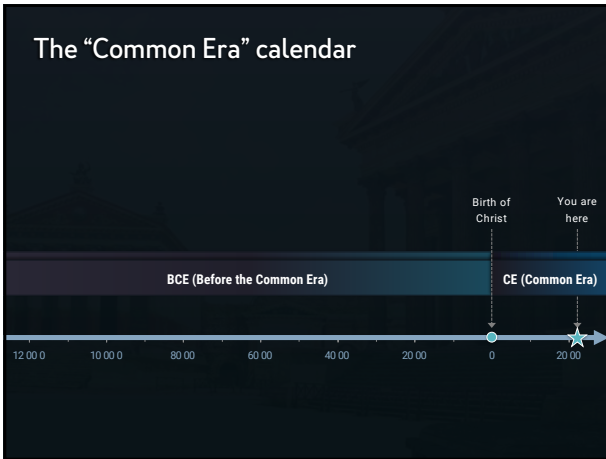 The “Common Era” calendar
Birth of
Christ
You are
here
BCE (Before the Common Era)
CE (Common Era)
12 00 0 10 00 0 80 00 60 00 40 00 20 00 0 20 00